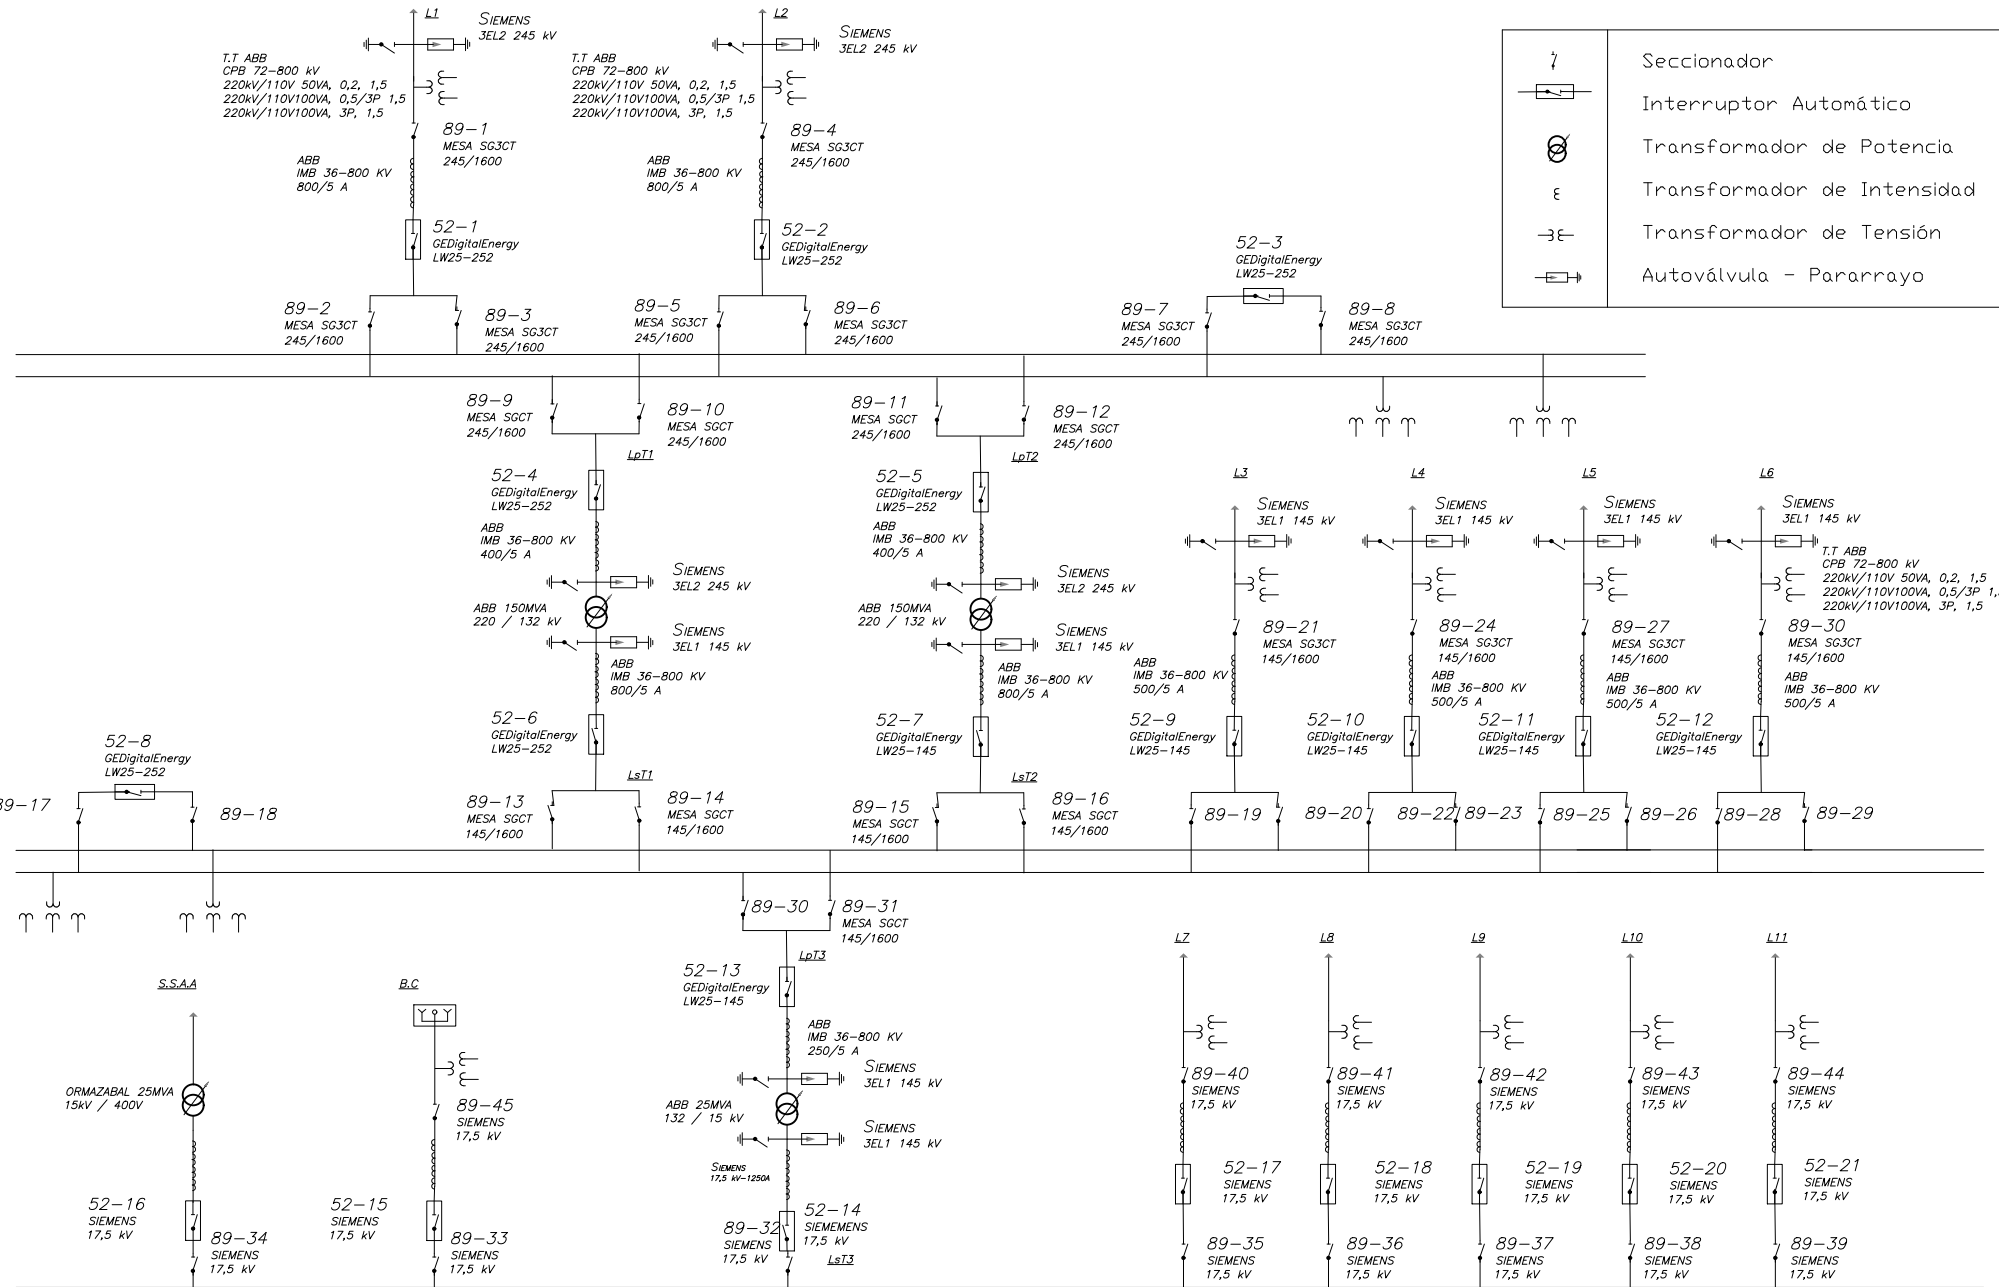 L1
SIEMENS
3EL2 245 kV
T.T ABB
CPB 72-800 kV
220kV/110V 50VA, 0,2, 1,5
220kV/110V100VA, 0,5/3P 1,5
220kV/110V100VA, 3P, 1,5
89-1
MESA SG3CT
245/1600
ABB
IMB 36-800 KV
800/5 A
52-1
GEDigitalEnergy
LW25-252
89-2
MESA SG3CT
245/1600
89-3
MESA SG3CT
245/1600
L2
SIEMENS
3EL2 245 kV
T.T ABB
CPB 72-800 kV
220kV/110V 50VA, 0,2, 1,5
220kV/110V100VA, 0,5/3P 1,5
220kV/110V100VA, 3P, 1,5
89-4
MESA SG3CT
245/1600
ABB
IMB 36-800 KV
800/5 A
52-2
GEDigitalEnergy
LW25-252
89-5
MESA SG3CT
245/1600
89-6
MESA SG3CT
245/1600
52-3
GEDigitalEnergy
LW25-252
89-7
MESA SG3CT
245/1600
89-8
MESA SG3CT
245/1600
Seccionador
Interruptor Automático
Transformador de Potencia
Transformador de Intensidad
Transformador de Tensión
Autoválvula - Pararrayo
89-9
MESA SGCT
245/1600
89-10
MESA SGCT
245/1600
LpT1
52-4
GEDigitalEnergy
LW25-252
ABB
IMB 36-800 KV
400/5 A
SIEMENS
3EL2 245 kV
ABB 150MVA
220 / 132 kV
SIEMENS
3EL1 145 kV
ABB
IMB 36-800 KV
800/5 A
52-6
GEDigitalEnergy
LW25-252
LsT1
89-13
MESA SGCT
145/1600
89-14
MESA SGCT
145/1600
89-11
MESA SGCT
245/1600
89-12
MESA SGCT
245/1600
LpT2
52-5
GEDigitalEnergy
LW25-252
ABB
IMB 36-800 KV
400/5 A
SIEMENS
3EL2 245 kV
ABB 150MVA
220 / 132 kV
SIEMENS
3EL1 145 kV
ABB
IMB 36-800 KV
800/5 A
52-7
GEDigitalEnergy
LW25-145
LsT2
89-15
MESA SGCT
145/1600
89-16
MESA SGCT
145/1600
L3
SIEMENS
3EL1 145 kV
89-21
MESA SG3CT
145/1600
ABB
IMB 36-800 KV
500/5 A
52-9
GEDigitalEnergy
LW25-145
89-19
L4
SIEMENS
3EL1 145 kV
89-24
MESA SG3CT
145/1600
ABB
IMB 36-800 KV
500/5 A
52-10
GEDigitalEnergy
LW25-145
89-20
89-22
89-23
L5
SIEMENS
3EL1 145 kV
89-27
MESA SG3CT
145/1600
ABB
IMB 36-800 KV
500/5 A
52-11
GEDigitalEnergy
LW25-145
89-25
89-26
L6
SIEMENS
3EL1 145 kV
T.T ABB
CPB 72-800 kV
220kV/110V 50VA, 0,2, 1,5
220kV/110V100VA, 0,5/3P 1,
220kV/110V100VA, 3P, 1,5
89-30
MESA SG3CT
145/1600
ABB
IMB 36-800 KV
500/5 A
52-12
GEDigitalEnergy
LW25-145
89-28
89-29
52-8
GEDigitalEnergy
LW25-252
89-17
89-18
89-30
89-31
MESA SGCT
145/1600
LpT3
52-13
GEDigitalEnergy
LW25-145
ABB
IMB 36-800 KV
250/5 A
SIEMENS
3EL1 145 kV
ABB 25MVA
132 / 15 kV
SIEMENS
3EL1 145 kV
SIEMENS
17,5 kV-1250A
52-14
SIEMEMENS
17,5 kV
89-32
SIEMENS
17,5 kV
LsT3
S.S.A.A
ORMAZABAL 25MVA
15kV / 400V
52-16
SIEMENS
17,5 kV
89-34
SIEMENS
17,5 kV
B.C
89-45
SIEMENS
17,5 kV
52-15
SIEMENS
17,5 kV
89-33
SIEMENS
17,5 kV
L7
89-40
SIEMENS
17,5 kV
52-17
SIEMENS
17,5 kV
89-35
SIEMENS
17,5 kV
L8
89-41
SIEMENS
17,5 kV
52-18
SIEMENS
17,5 kV
89-36
SIEMENS
17,5 kV
L9
89-42
SIEMENS
17,5 kV
52-19
SIEMENS
17,5 kV
89-37
SIEMENS
17,5 kV
L10
89-43
SIEMENS
17,5 kV
52-20
SIEMENS
17,5 kV
89-38
SIEMENS
17,5 kV
L11
89-44
SIEMENS
17,5 kV
52-21
SIEMENS
17,5 kV
89-39
SIEMENS
17,5 kV